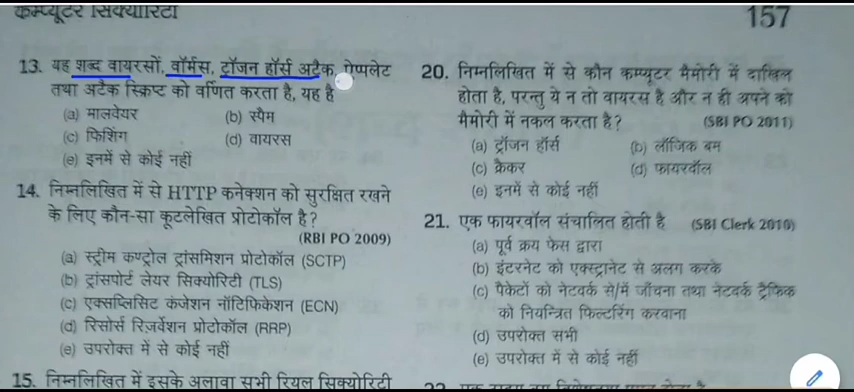 कम्प्यूटर सिक्योरिटी
157
13. यह शब्द वायरसों, वॉर्मस, ट्रॉजन हॉर्स अटैक, ऐप्पलेट
तथा अटैक स्क्रिप्ट को वर्णित करता है, यह है
(a) मालवेयर (b) स्पैम
(c) फिशिंग (d) वायरस
(e) इनमें से कोई नहीं
14. निम्नलिखित में से HTTP कनेक्शन को सुरक्षित रखने
के लिए कौन-सा कूटलेखित प्रोटोकॉल है?
(RBI PO 2009)
(a) स्ट्रीम कण्ट्रोल ट्रांसमिशन प्रोटोकॉल (SCTP)
(b) ट्रांसपोर्ट लेयर सिक्योरिटी (TLS)
(c) एक्सप्लिसिट कंजेशन नॉटिफिकेशन (ECN)
(d) रिसोर्स रिज़र्वेशन प्रोटोकॉल (RRP)
(e) उपरोक्त में से कोई नहीं
15. निम्नलिखित में इसके अलावा सभी रियल सिक्योरिटी
20. निम्नलिखित में से कौन कम्प्यूटर मैमोरी में दाखिल
होता है, परन्तु ये न तो वायरस है और न ही अपने को
मैमोरी में नकल करता है? (SBI PO 2011)
(a) ट्रॉजन हॉर्स (b) लॉजिक बम
(c) क्रैकर (d) फायरवॉल
(e) इनमें से कोई नहीं
21. एक फायरवॉल संचालित होती है (SBI Clerk 2010)
(a) पूर्व क्रय फेस द्वारा
(b) इंटरनेट को एक्स्ट्रानेट से अलग करके
(c) पैकेटों को नेटवर्क से/में जाँचना तथा नेटवर्क ट्रैफिक
को नियन्त्रित फिल्टरिंग करवाना
(d) उपरोक्त सभी
(e) उपरोक्त में से कोई नहीं